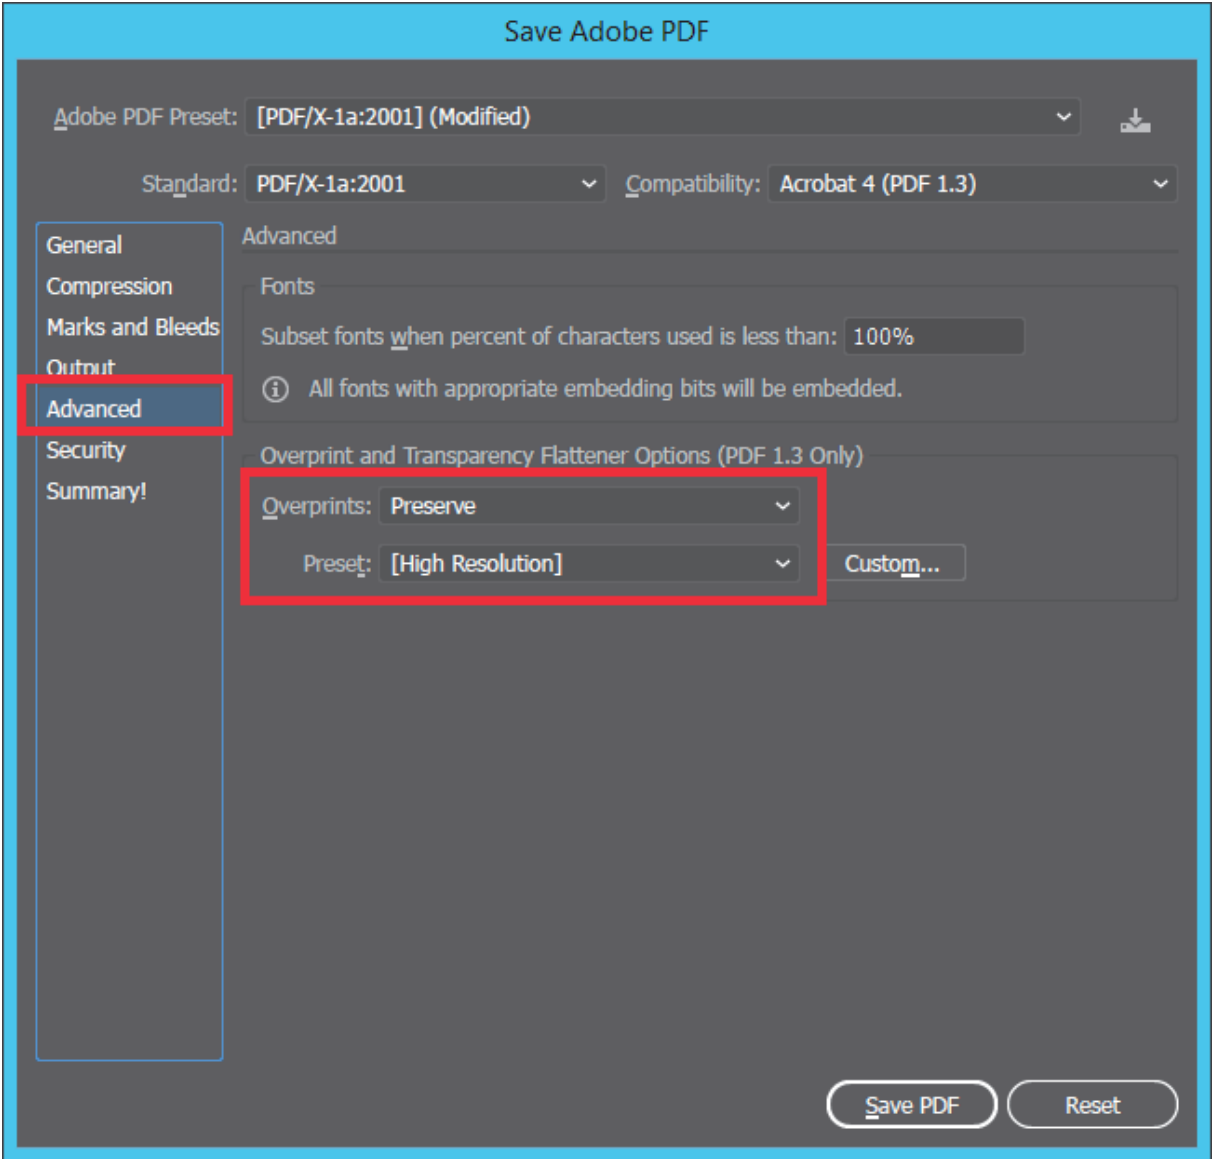 Save Adobe PDF
Adobe PDF Preset: [PDF/X-1a:2001] (Modified)
Standard: PDF/X-1a:2001 Compatibility: Acrobat 4 (PDF 1.3)
General
Compression
Marks and Bleeds
Output
Advanced
Security
Summary!
Advanced
Fonts
Subset fonts when percent of characters used is less than: 100%
All fonts with appropriate embedding bits will be embedded.
Overprint and Transparency Flattener Options (PDF 1.3 Only)
Overprints: Preserve
Preset: [High Resolution] Custom...
Save PDF Reset